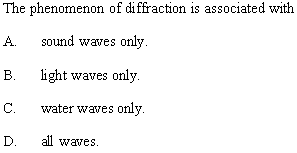 The phenomenon of diffraction is associated with
A. sound waves only.
B. light waves only.
C. water waves only.
D. all waves.